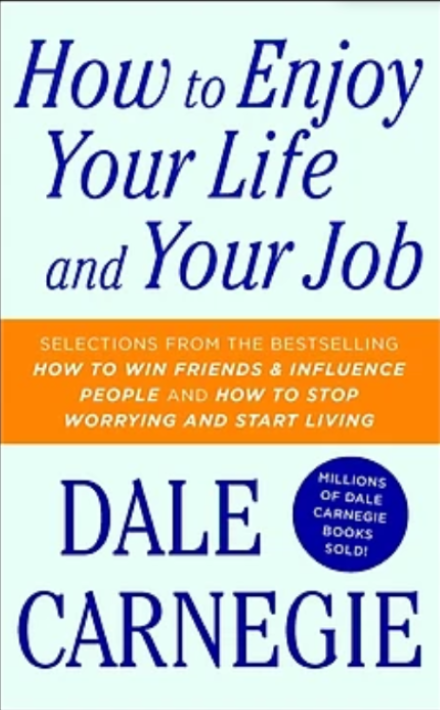 How to Enjoy
Your Life
and Your Job
SELECTIONS FROM THE BESTSELLING
HOW TO WIN FRIENDS & INFLUENCE
PEOPLE AND HOW TO STOP
WORRYING AND START LIVING
DALE
MILLIONS
OF DALE
CARNEGIE
BOOKS
SOLD!
CARNEGIE